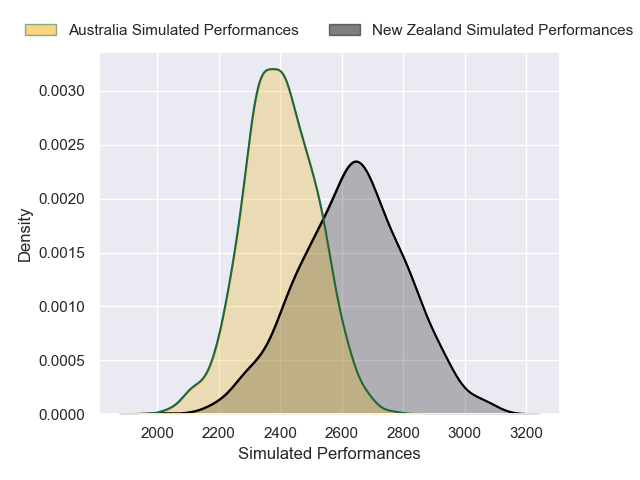 Australia Simulated Performances
New Zealand Simulated Performances
0.0030
0.0025
0.0020
0.0015
0.0010
0.0005
0.0000
Density
2000 2200 2400 2600 2800 3000 3200
Simulated Performances